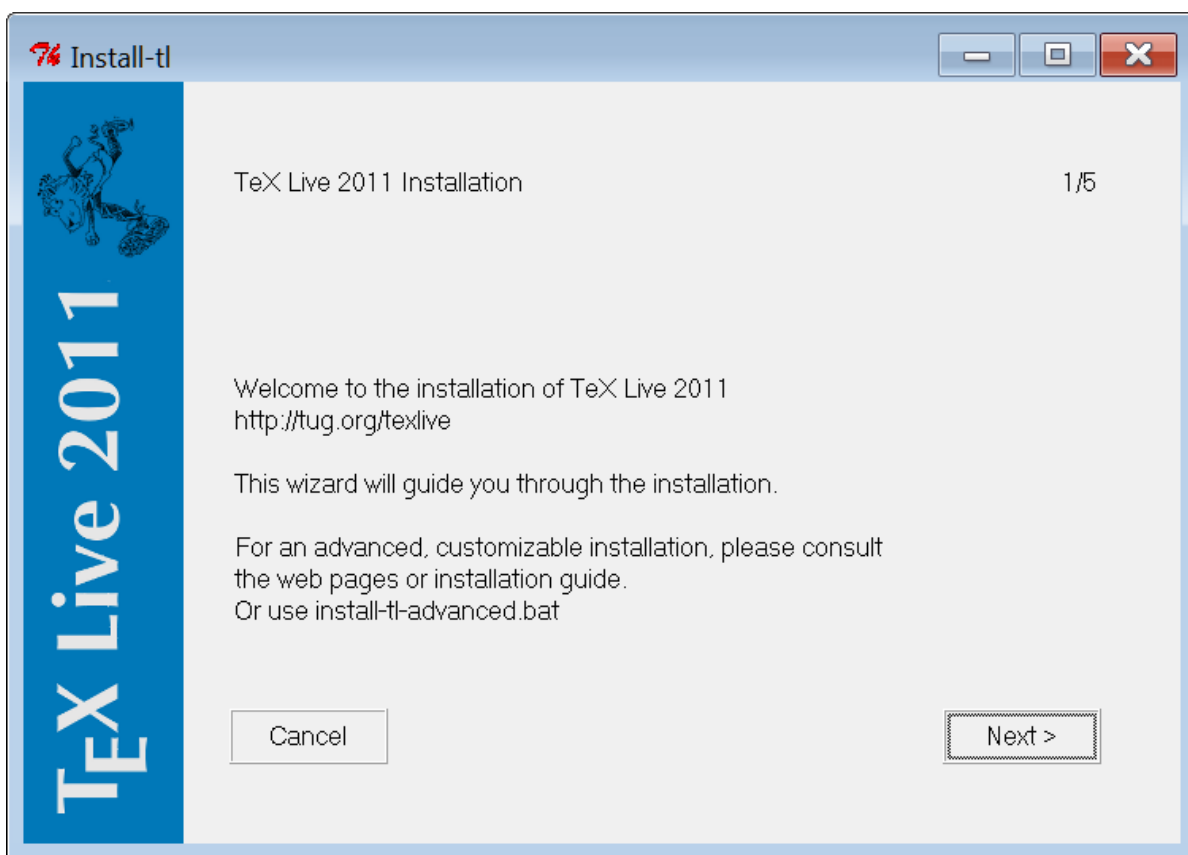 Install-tl
TeX Live 2011
TeX Live 2011 Installation
1/5
Welcome to the installation of TeX Live 2011
http://tug.org/texlive
This wizard will guide you through the installation.
For an advanced, customizable installation, please consult
the web pages or installation guide.
Or use install-tl-advanced.bat
Cancel
Next >